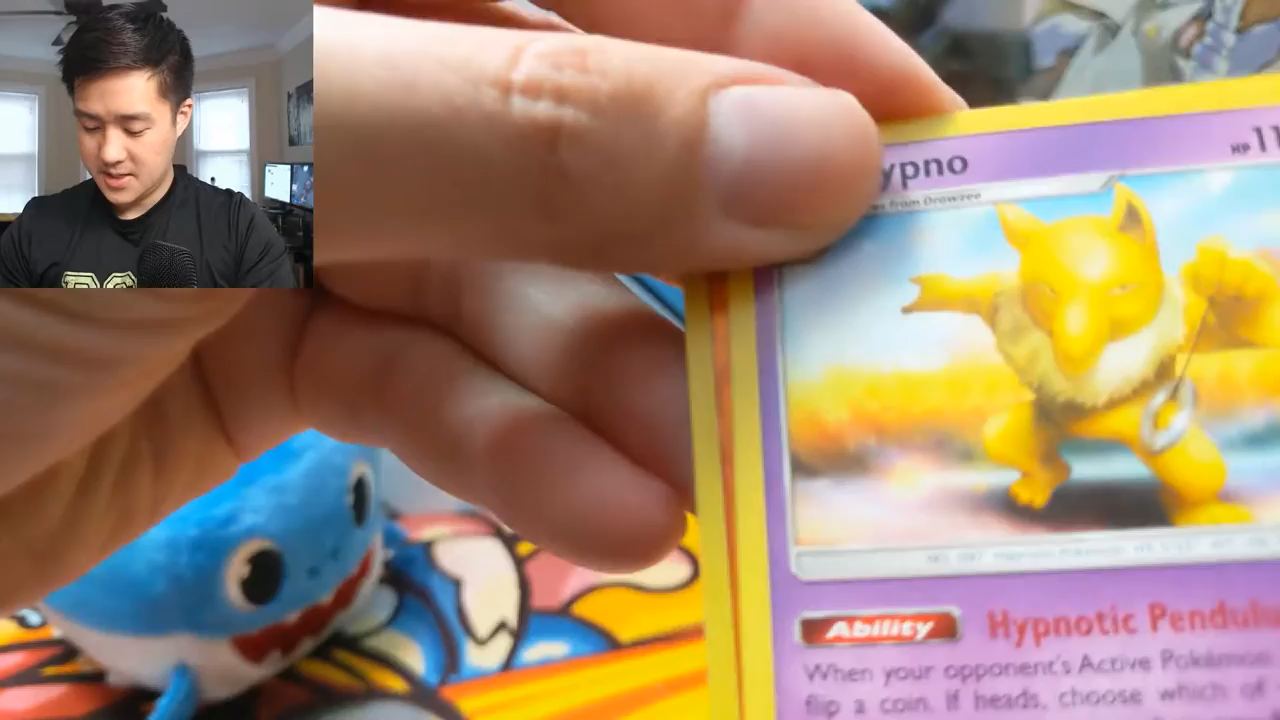 ypno
HP 11
from Drowzee
Ability Hypnotic Pendulu
When your opponent's Active Pokémon
flip a coin. If heads, choose which of